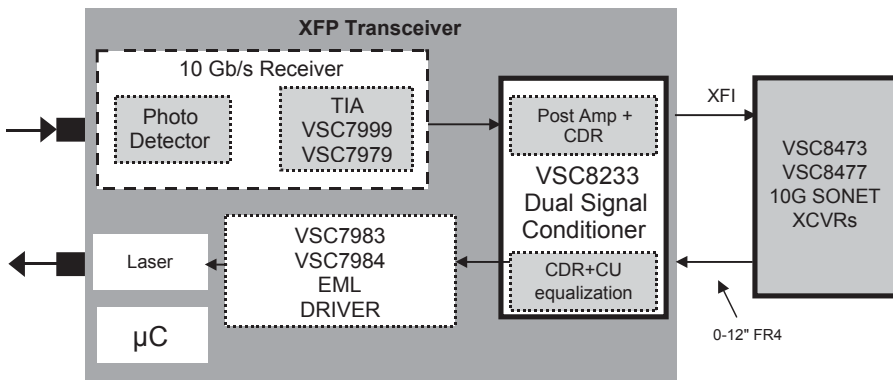 XFP Transceiver
10 Gb/s Receiver
Photo
Detector
TIA
VSC7999
VSC7979
Post Amp +
CDR
VSC8233
Dual Signal
Conditioner
CDR+CU
equalization
XFI
VSC8473
VSC8477
10G SONET
XCVRs
Laser
VSC7983
VSC7984
EML
DRIVER
µC
0-12" FR4